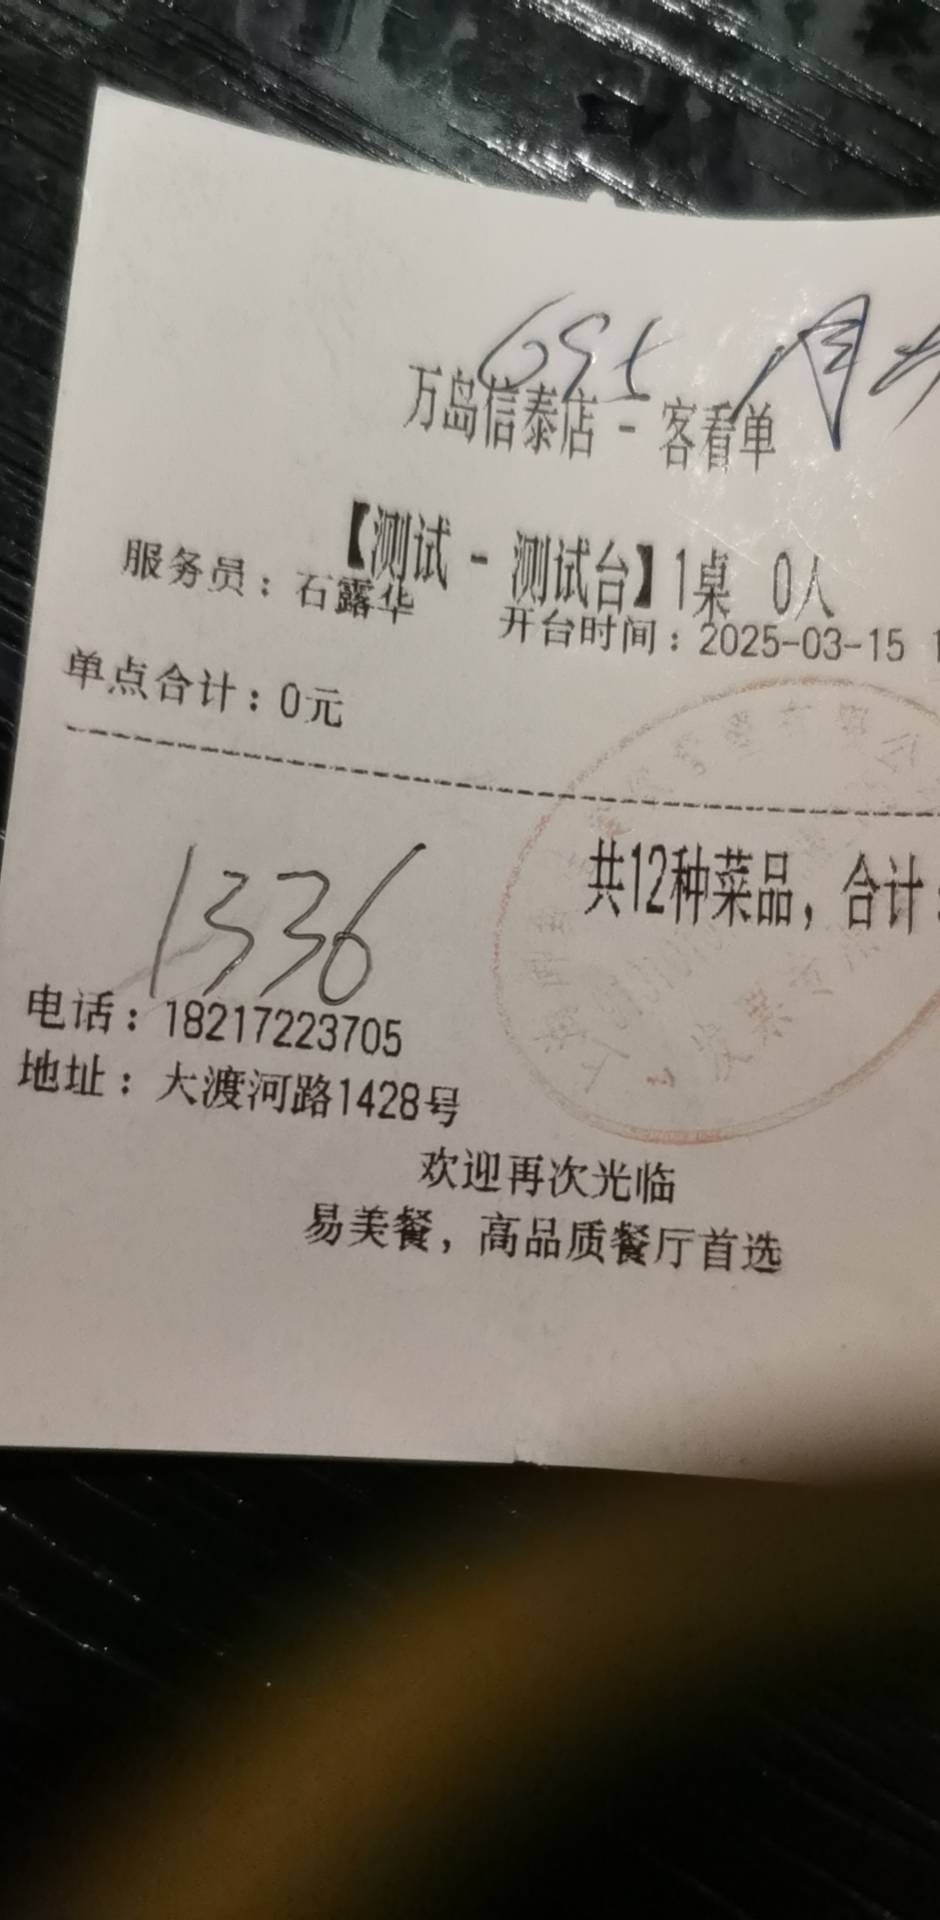 695
万岛信泰店 - 客看单
【测试 - 测试台】1桌 0人
服务员：石露华 开台时间：2025-03-15
单点合计：0元
共12种菜品，合计：
1336
电话：18217223705
地址：大渡河路1428号
欢迎再次光临
易美餐，高品质餐厅首选